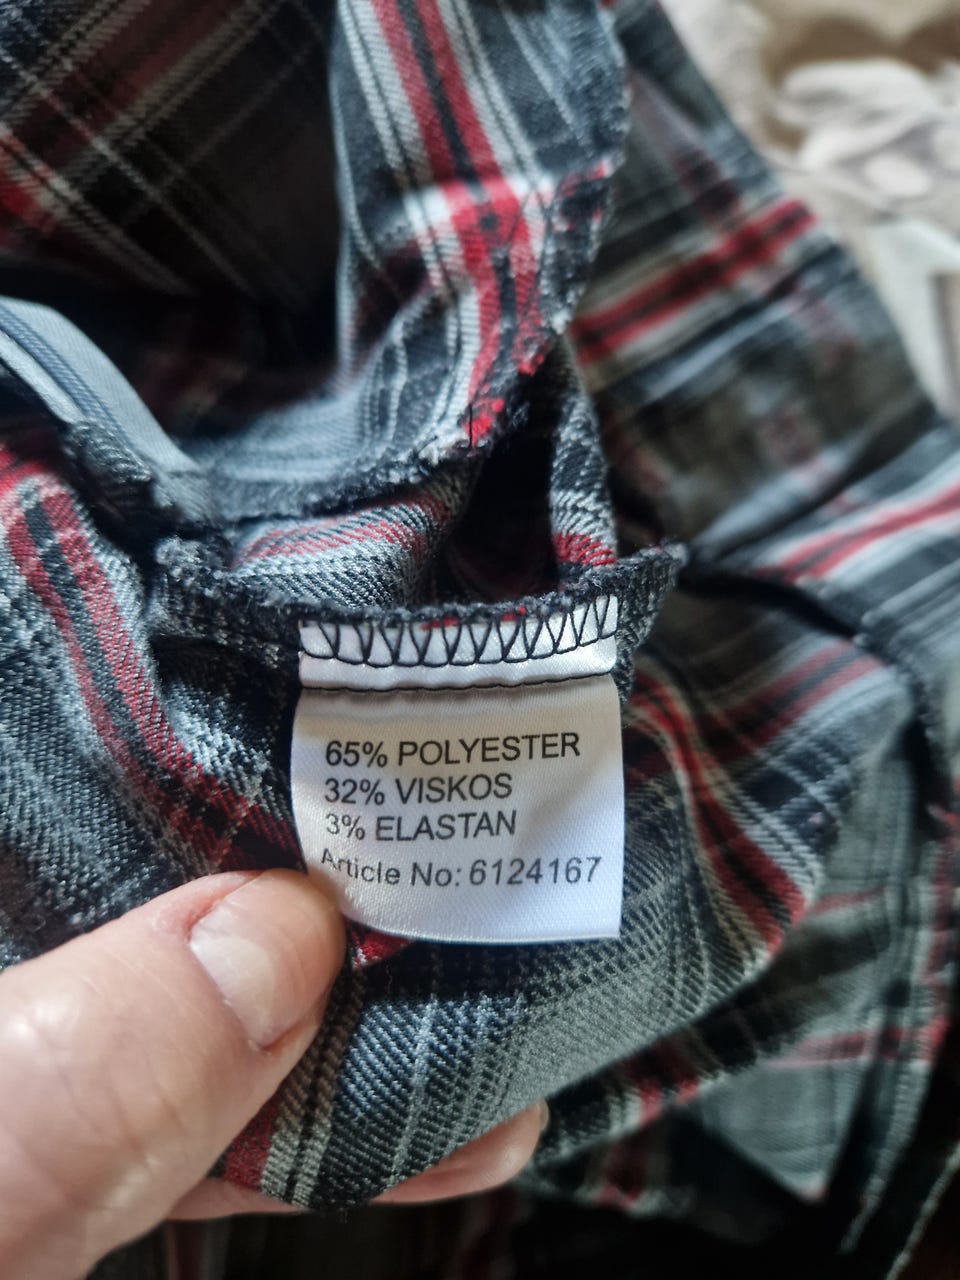 65% POLYESTER
32% VISKOS
3% ELASTAN
Article No: 6124167